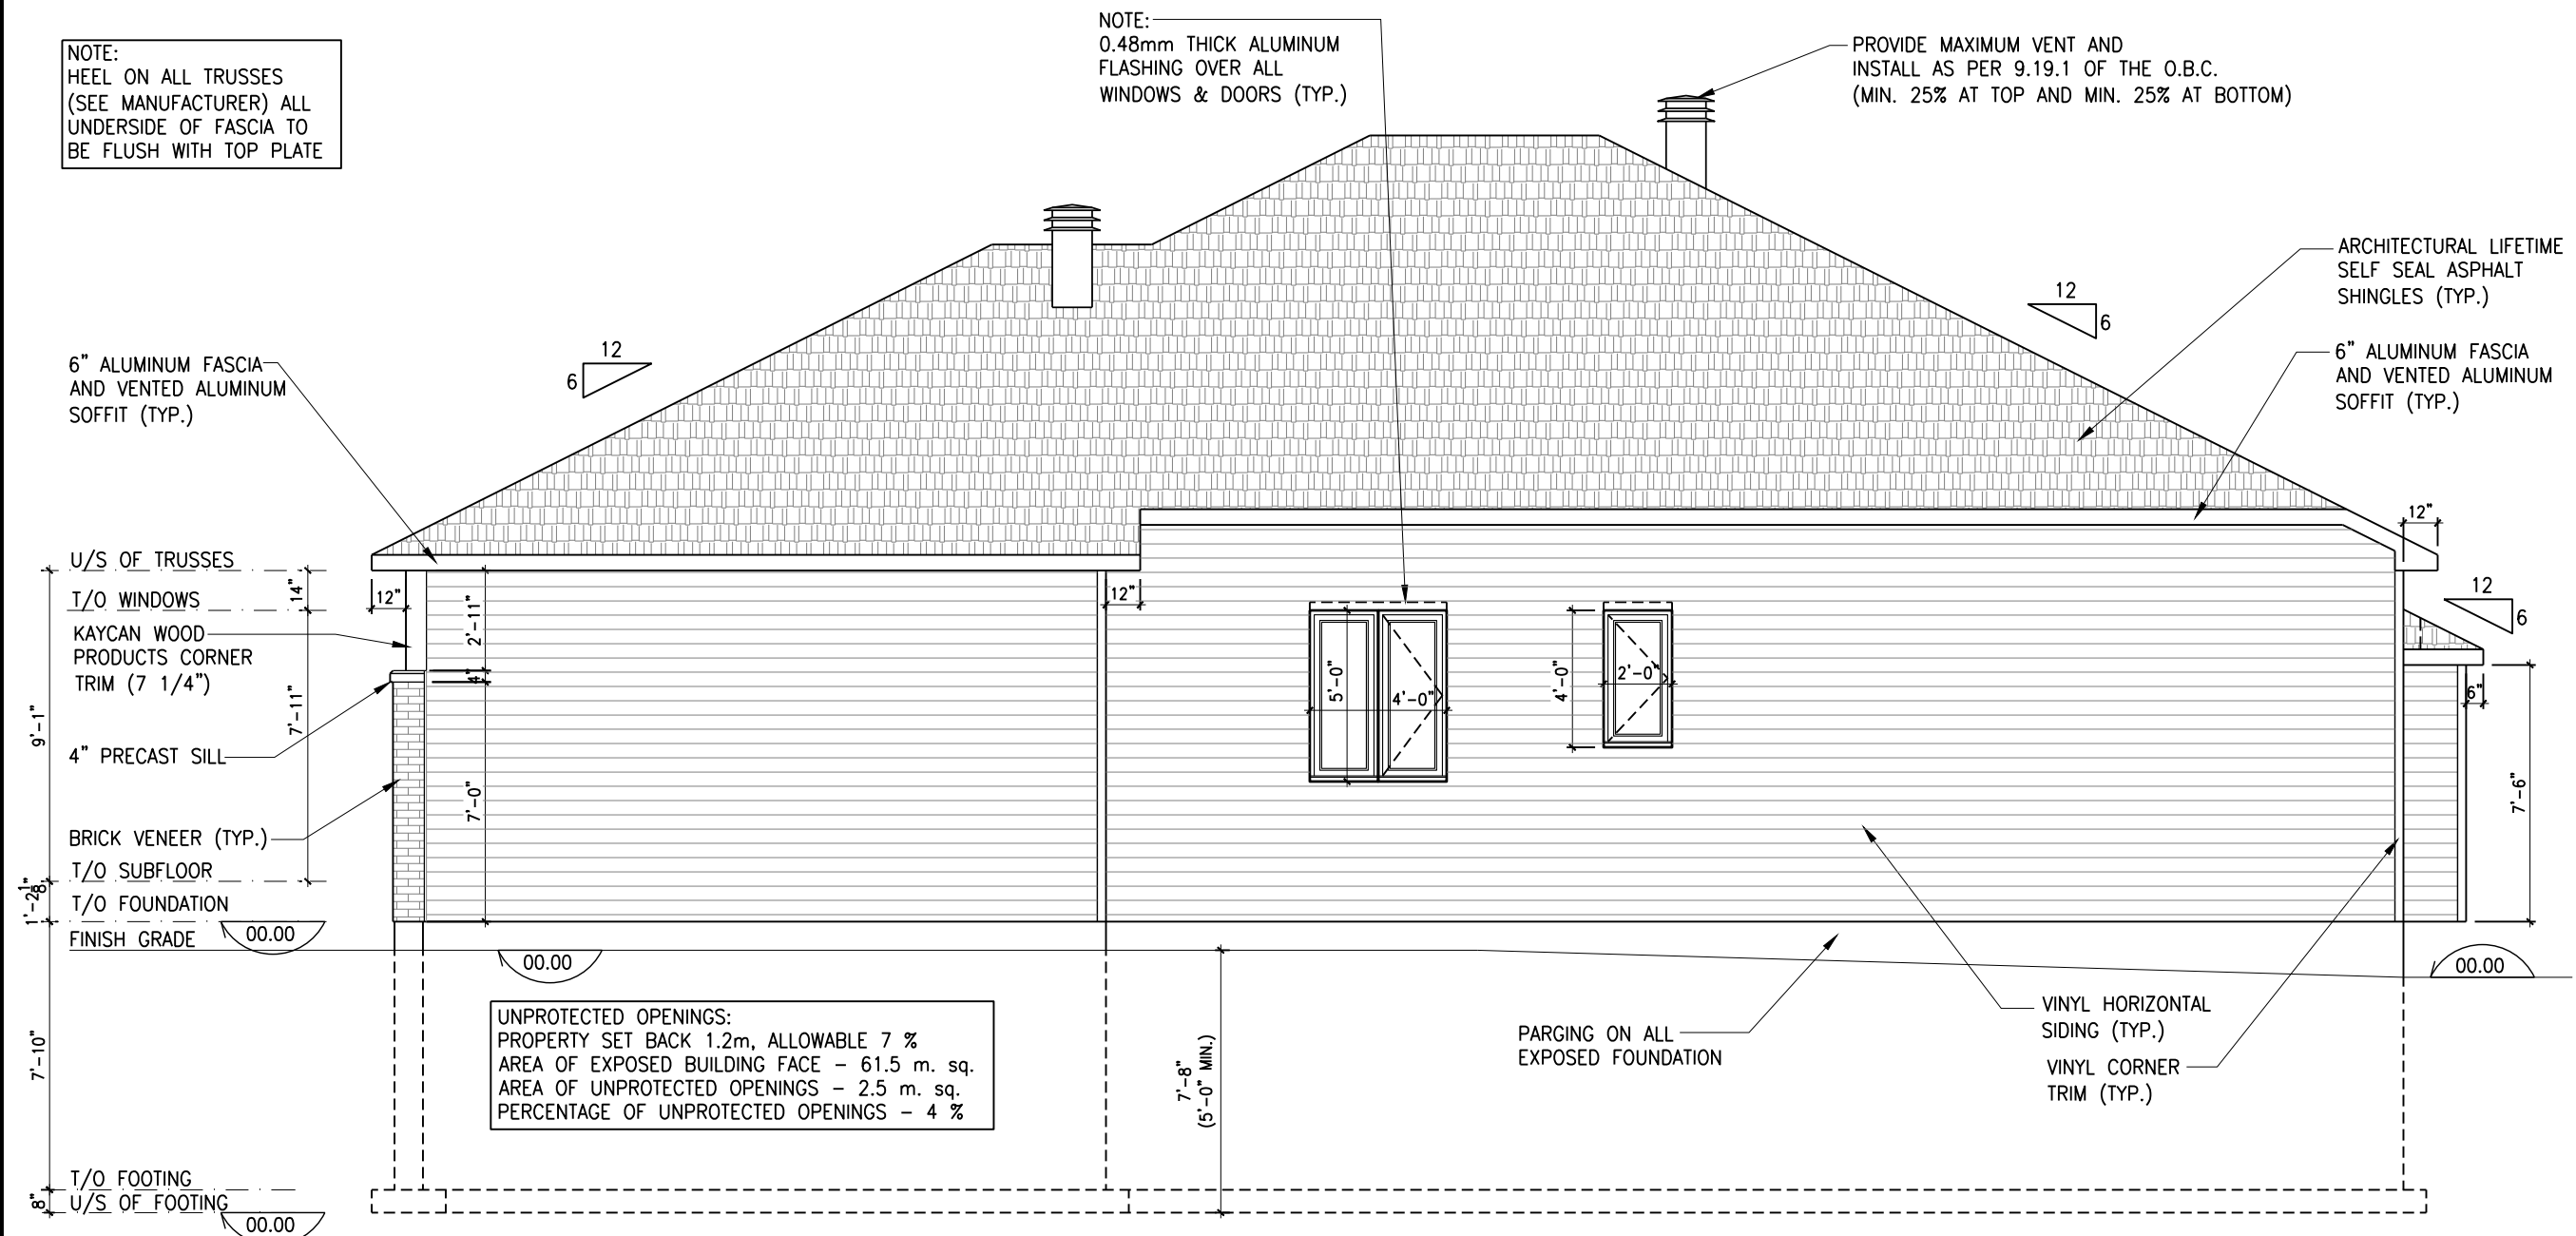 NOTE:
HEEL ON ALL TRUSSES
(SEE MANUFACTURER) ALL
UNDERSIDE OF FASCIA TO
BE FLUSH WITH TOP PLATE
NOTE:
0.48mm THICK ALUMINUM
FLASHING OVER ALL
WINDOWS & DOORS (TYP.)
PROVIDE MAXIMUM VENT AND
INSTALL AS PER 9.19.1 OF THE O.B.C.
(MIN. 25% AT TOP AND MIN. 25% AT BOTTOM)
ARCHITECTURAL LIFETIME
SELF SEAL ASPHALT
SHINGLES (TYP.)
12
6
12
6
6" ALUMINUM FASCIA
AND VENTED ALUMINUM
SOFFIT (TYP.)
6" ALUMINUM FASCIA
AND VENTED ALUMINUM
SOFFIT (TYP.)
12"
U/S OF TRUSSES
14"
T/O WINDOWS
12"
12"
12
6
KAYCAN WOOD
PRODUCTS CORNER
TRIM (7 1/4")
2'-11"
4"
5'-0"
4'-0"
4'-0"
2'-0"
6"
9'-1"
7'-11"
4" PRECAST SILL
7'-0"
7'-6"
BRICK VENEER (TYP.)
T/O SUBFLOOR
1'-2 1/8"
T/O FOUNDATION
FINISH GRADE
00.00
00.00
00.00
UNPROTECTED OPENINGS:
PROPERTY SET BACK 1.2m, ALLOWABLE 7 %
AREA OF EXPOSED BUILDING FACE - 61.5 m. sq.
AREA OF UNPROTECTED OPENINGS - 2.5 m. sq.
PERCENTAGE OF UNPROTECTED OPENINGS - 4 %
7'-10"
7'-8"
(5'-0" MIN.)
PARGING ON ALL
EXPOSED FOUNDATION
VINYL HORIZONTAL
SIDING (TYP.)
VINYL CORNER
TRIM (TYP.)
T/O FOOTING
8"
U/S OF FOOTING
00.00